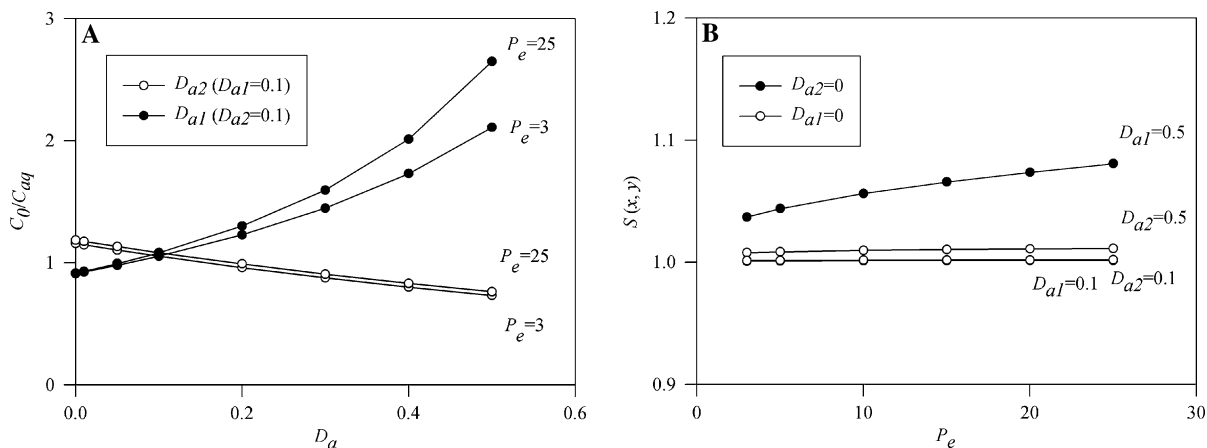 A
D_a2 (D_a1=0.1)
D_a1 (D_a2=0.1)
P_e=25
P_e=3
P_e=25
P_e=3
C_0/C_aq
3
2
1
0
0.0 0.2 0.4 0.6
D_a
B
D_a2=0
D_a1=0
D_a1=0.5
D_a2=0.5
D_a1=0.1 D_a2=0.1
S (x, y)
1.2
1.1
1.0
0.9
0 10 20 30
P_e